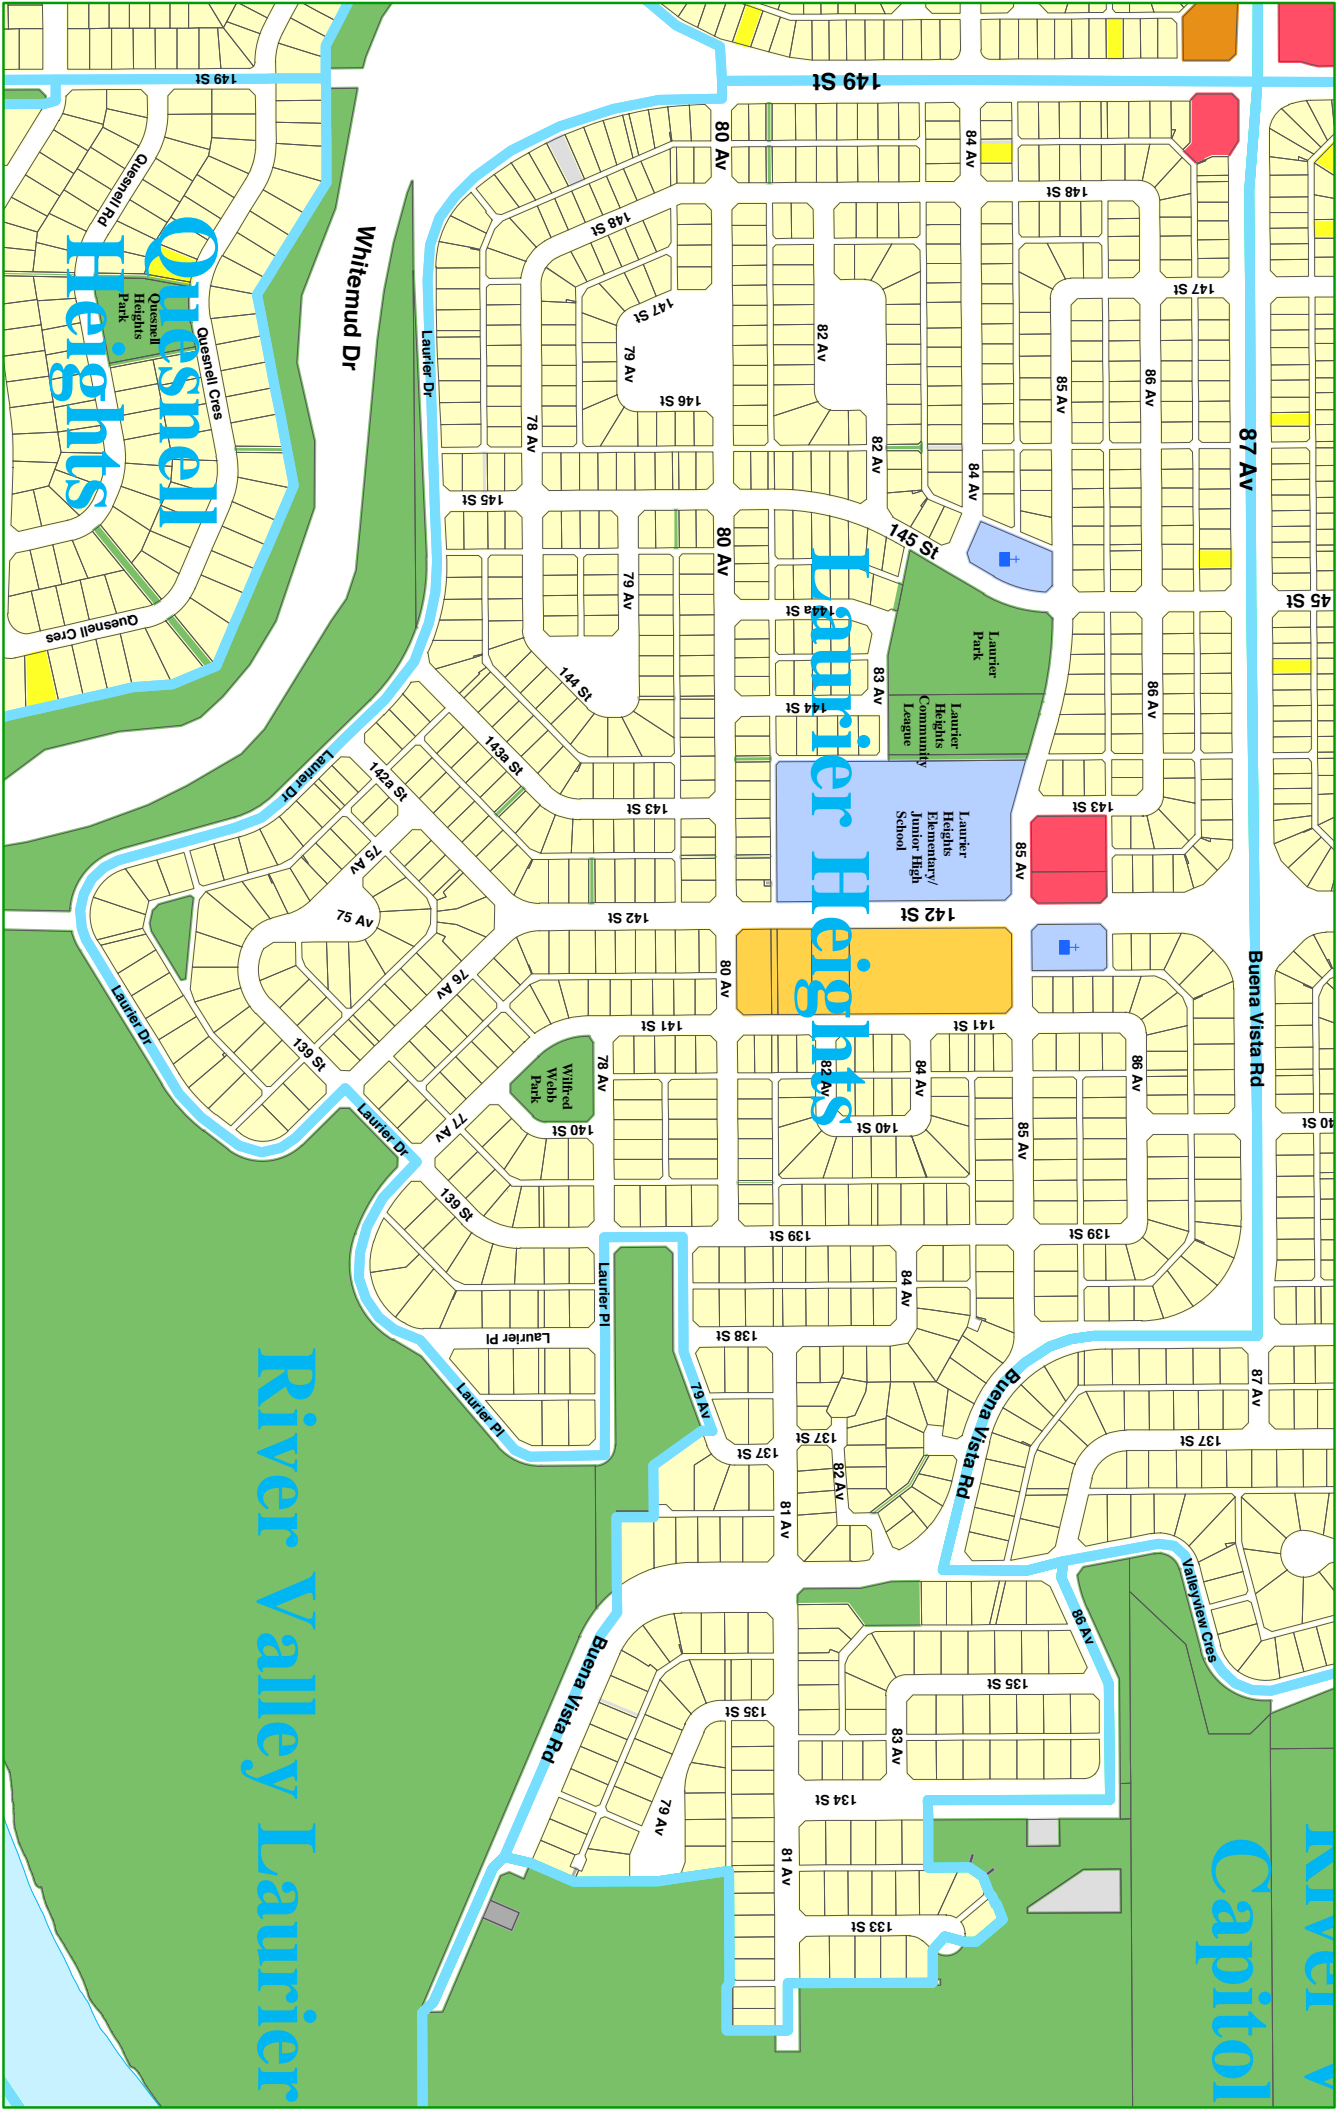 149 St
149 St
80 Av
84 Av
148 St
148 St
Quesnell Rd
Quesnell
Heights
Quesnell
Heights
Park
Quesnell Cres
Quesnell Cres
Whitemud Dr
Laurier Dr
147 St
147 St
79 Av
82 Av
85 Av
86 Av
146 St
78 Av
82 Av
84 Av
87 Av
145 St
80 Av
145 St
79 Av
144a St
45 St
Laurier Heights
Laurier
Park
83 Av
86 Av
144 St
144 St
Laurier
Heights
Community
League
143a St
142a St
Laurier Dr
143 St
143 St
Laurier
Heights
Elementary/
Junior High
School
85 Av
75 Av
75 Av
142 St
142 St
76 Av
80 Av
Buena Vista Rd
Laurier Dr
141 St
141 St
139 St
78 Av
Wilfred
Webb
Park
82 Av
84 Av
86 Av
Laurier Dr
77 Av
140 St
140 St
85 Av
40
139 St
139 St
139 St
Laurier Pl
84 Av
Laurier Pl
138 St
Laurier Pl
79 Av
Buena Vista Rd
87 Av
137 St
137 St
137 St
82 Av
81 Av
River Valley Laurier
Valleyview Cres
86 Av
Buena Vista Rd
135 St
135 St
83 Av
79 Av
134 St
81 Av
133 St
River V
Capitol